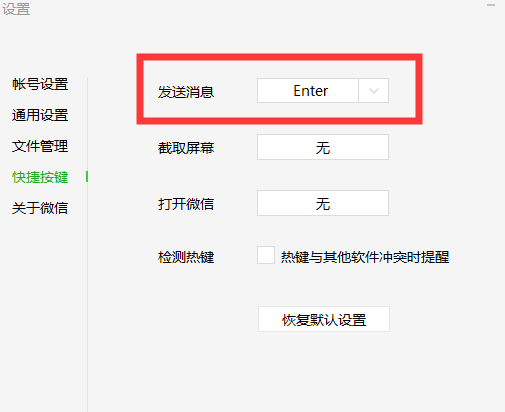 设置
帐号设置
通用设置
文件管理
快捷按键
关于微信
发送消息 Enter
截取屏幕 无
打开微信 无
检测热键 热键与其他软件冲突时提醒
恢复默认设置